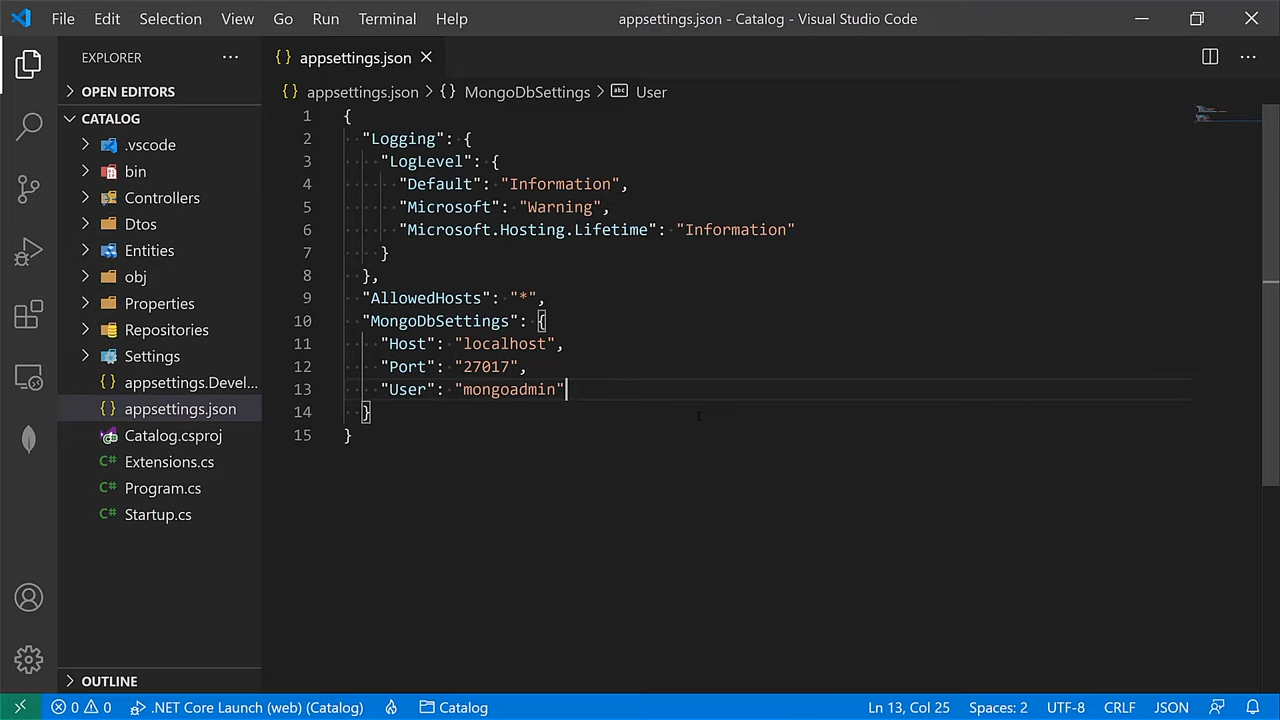 File Edit Selection View Go Run Terminal Help appsettings.json - Catalog - Visual Studio Code
EXPLORER
OPEN EDITORS
CATALOG
.vscode
bin
Controllers
Dtos
Entities
obj
Properties
Repositories
Settings
appsettings.Devel...
appsettings.json
Catalog.csproj
Extensions.cs
Program.cs
Startup.cs
OUTLINE
appsettings.json
appsettings.json > {} MongoDbSettings > User
1 {
2 "Logging": {
3 "LogLevel": {
4 "Default": "Information",
5 "Microsoft": "Warning",
6 "Microsoft.Hosting.Lifetime": "Information"
7 }
8 },
9 "AllowedHosts": "*",
10 "MongoDbSettings": {
11 "Host": "localhost",
12 "Port": "27017",
13 "User": "mongoadmin"
14 }
15 }
0 0 .NET Core Launch (web) (Catalog) Catalog Ln 13, Col 25 Spaces: 2 UTF-8 CRLF JSON